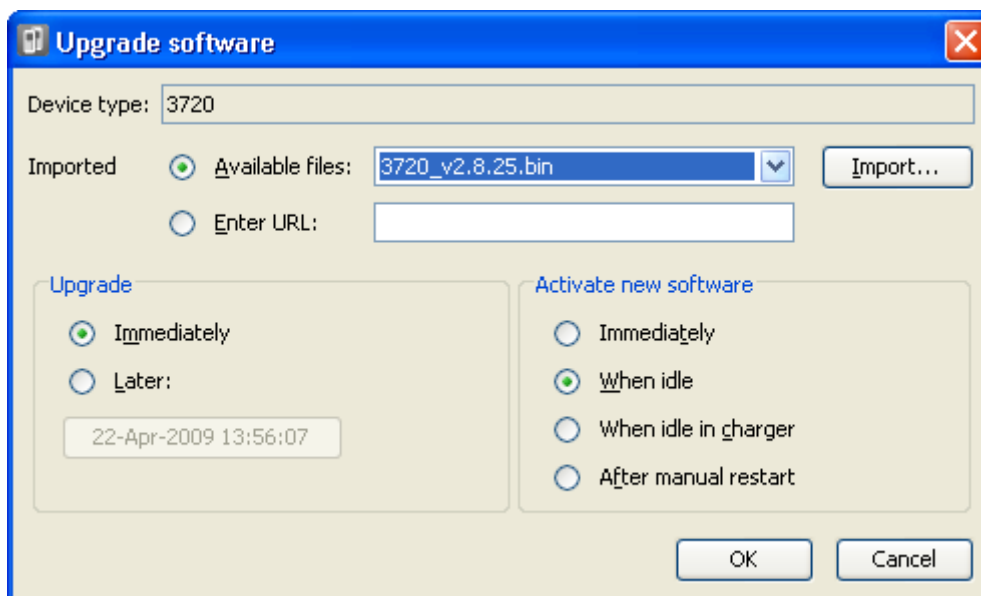 Upgrade software
Device type: 3720
Imported Available files: 3720_v2.8.25.bin Import...
Enter URL:
Upgrade
Immediately
Later:
22-Apr-2009 13:56:07
Activate new software
Immediately
When idle
When idle in charger
After manual restart
OK Cancel